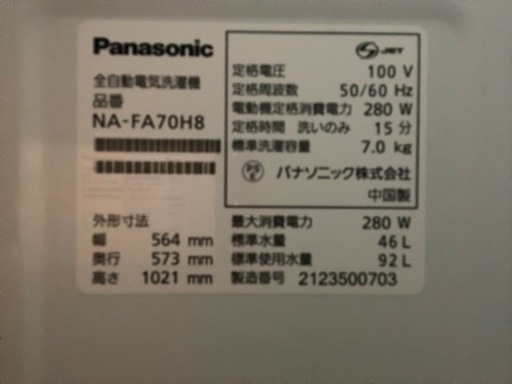 Panasonic
全自動電気洗濯機
品番
NA-FA70H8
JET
定格電圧 100 V
定格周波数 50/60 Hz
電動機定格消費電力 280 W
定格時間 洗いのみ 15 分
標準洗濯容量 7.0 kg
パナソニック株式会社
中国製
外形寸法
幅 564 mm
奥行 573 mm
高さ 1021 mm
最大消費電力 280 W
標準水量 46 L
標準使用水量 92 L
製造番号 2123500703